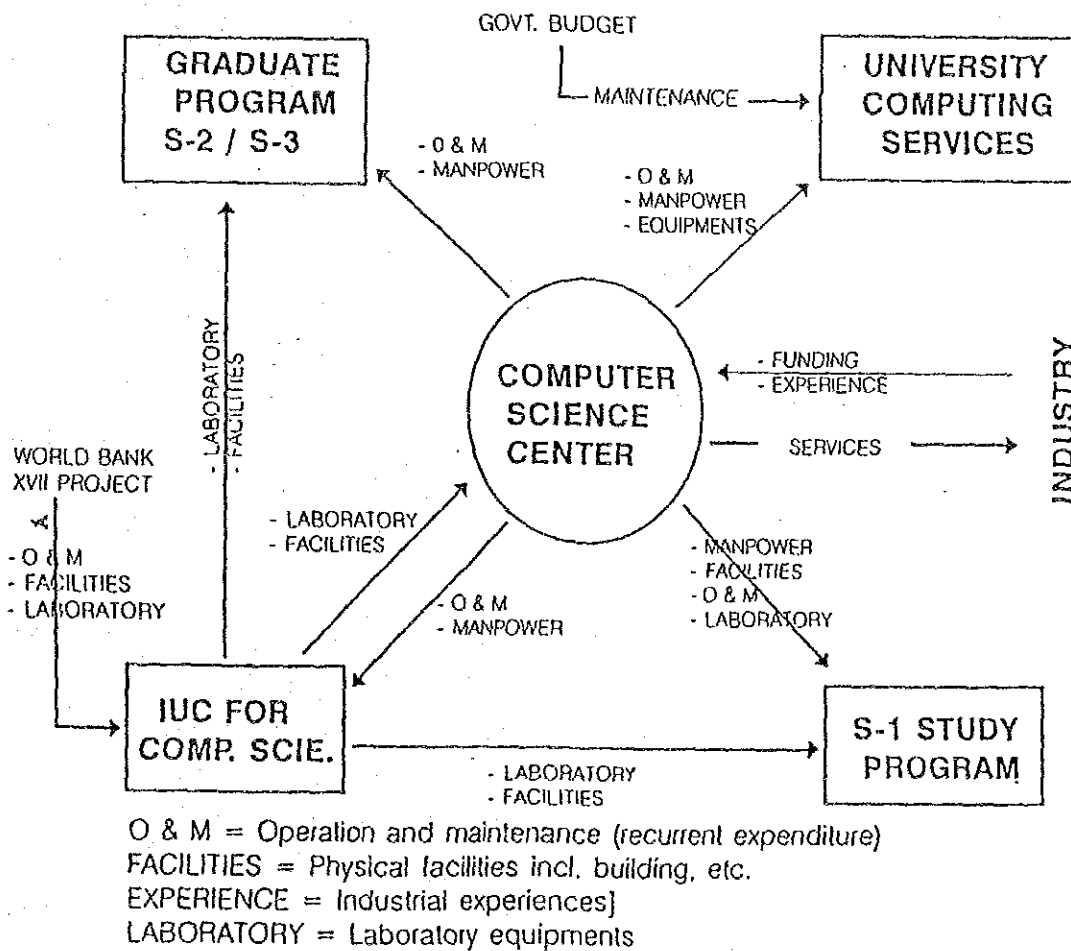 GOVT. BUDGET
MAINTENANCE
GRADUATE
PROGRAM
S-2 / S-3
UNIVERSITY
COMPUTING
SERVICES
- O & M
- MANPOWER
- O & M
- MANPOWER
- EQUIPMENTS
- LABORATORY
- FACILITIES
COMPUTER
SCIENCE
CENTER
- FUNDING
- EXPERIENCE
SERVICES
INDUSTRY
WORLD BANK
XVII PROJECT
- O & M
- FACILITIES
- LABORATORY
- LABORATORY
- FACILITIES
- O & M
- MANPOWER
- MANPOWER
- FACILITIES
- O & M
- LABORATORY
IUC FOR
COMP. SCIE.
S-1 STUDY
PROGRAM
- LABORATORY
- FACILITIES
O & M = Operation and maintenance (recurrent expenditure)
FACILITIES = Physical facilities incl. building, etc.
EXPERIENCE = Industrial experiences]
LABORATORY = Laboratory equipments